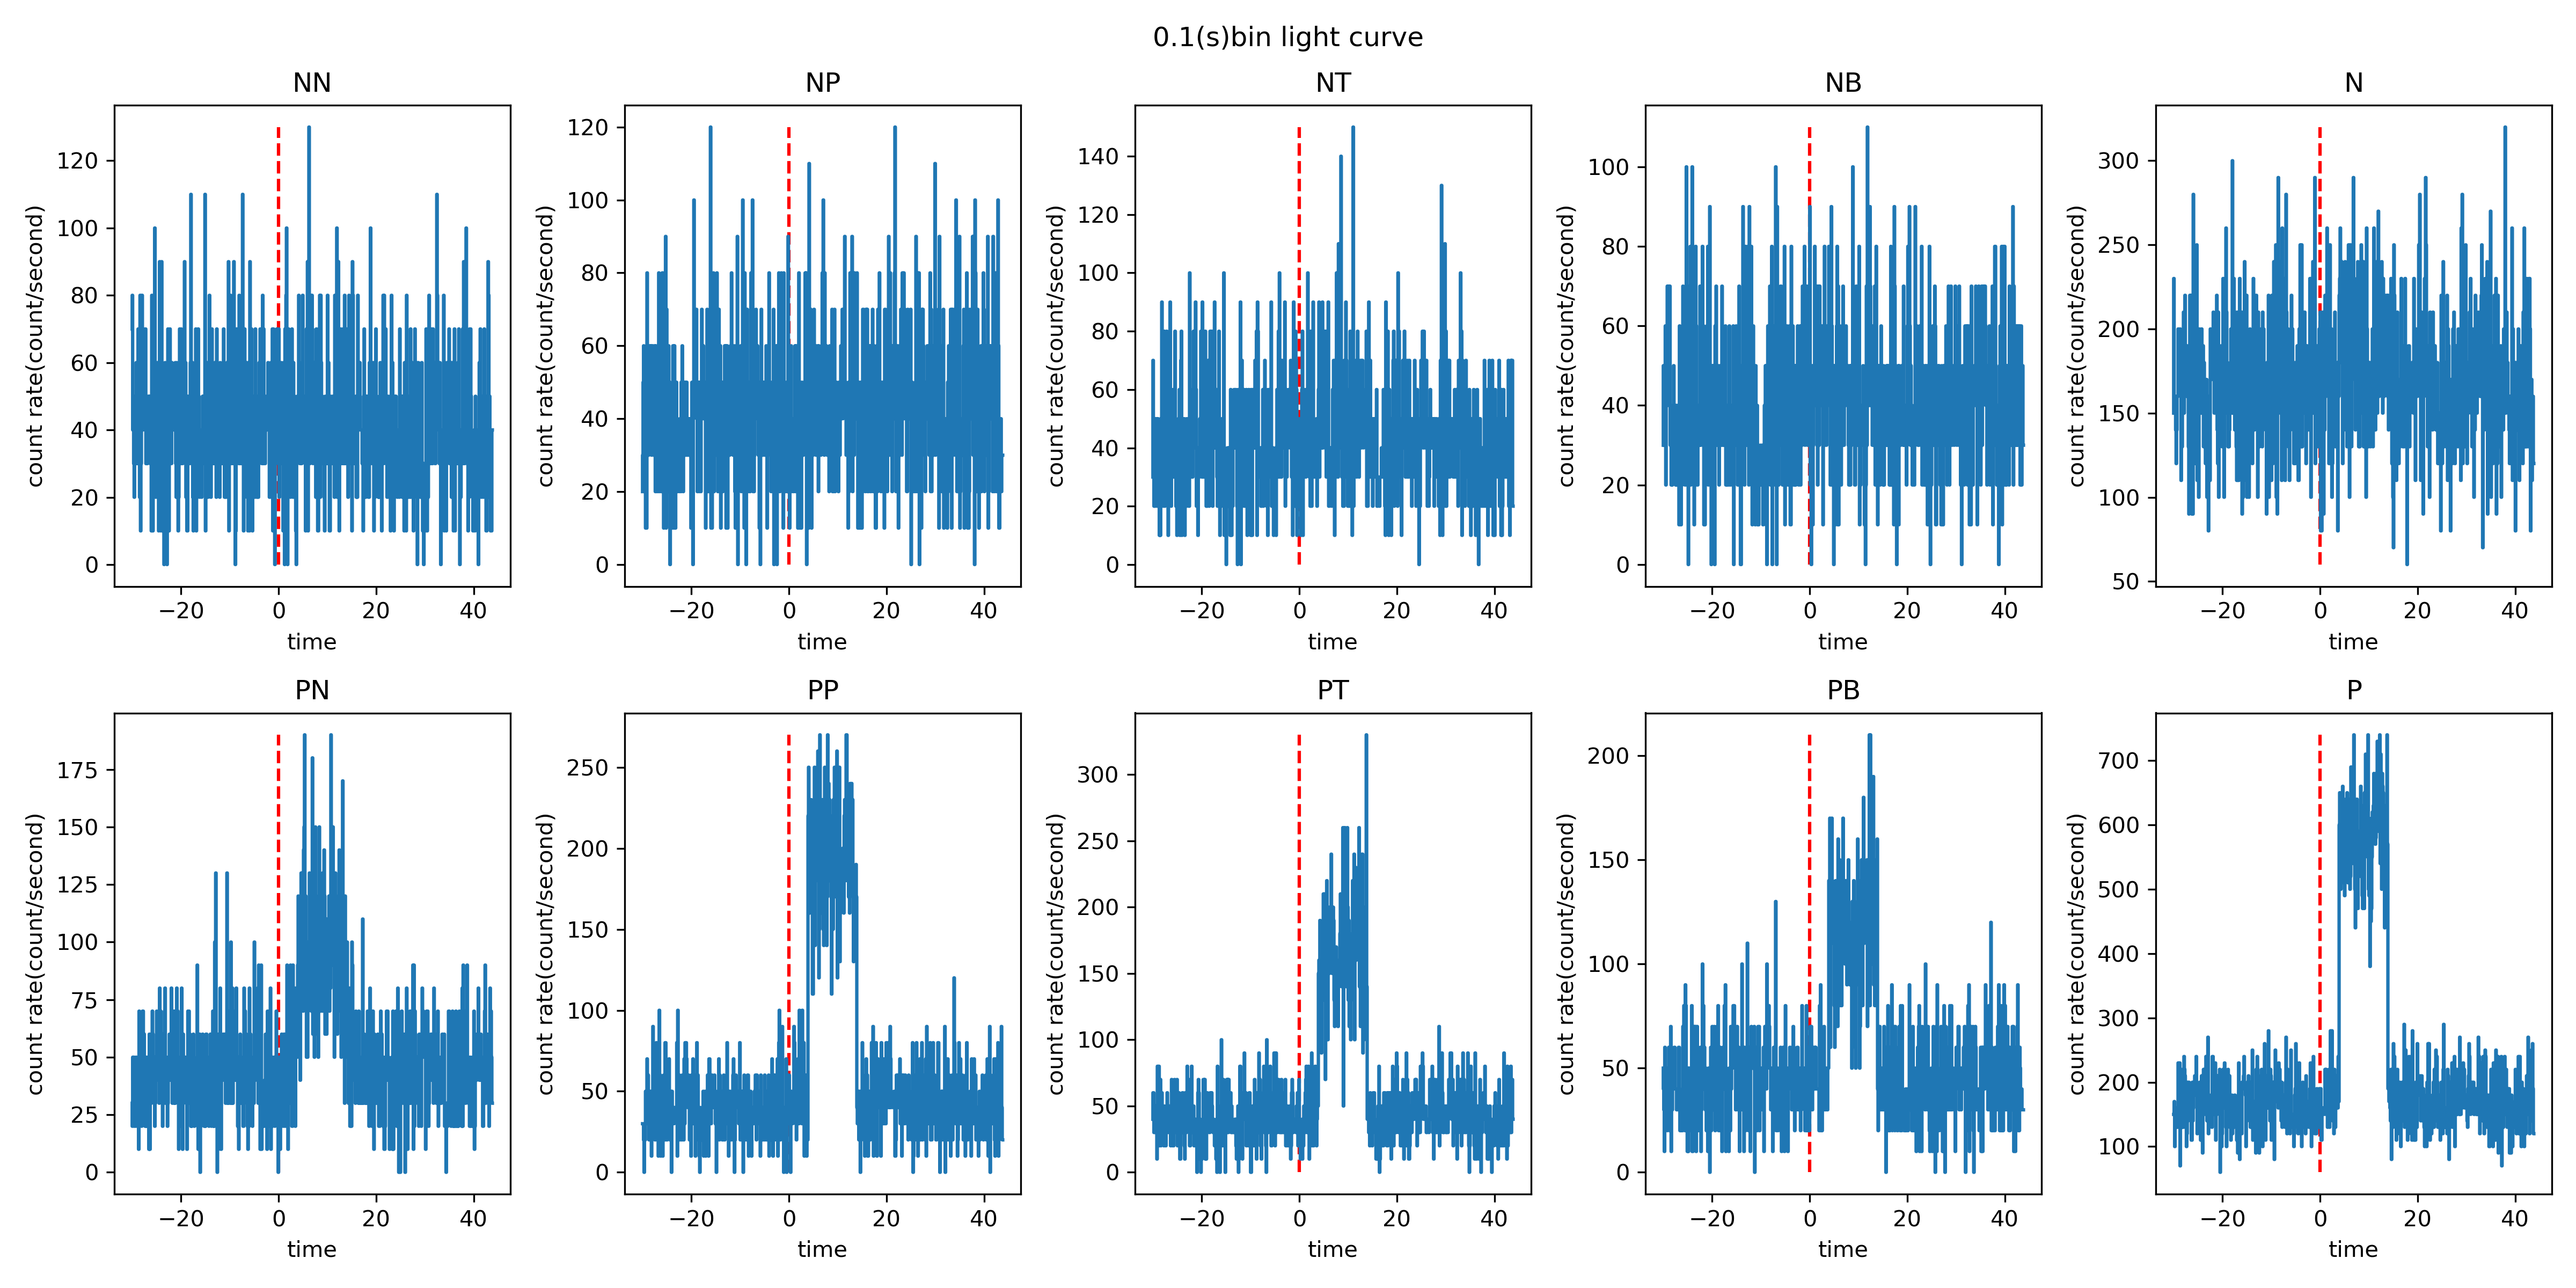 0.1(s)bin light curve
NN NP NT NB N
count rate(count/second) 0 20 40 60 80 100 120
−20 0 20 40
time
count rate(count/second) 0 20 40 60 80 100 120
−20 0 20 40
time
count rate(count/second) 0 20 40 60 80 100 120 140
−20 0 20 40
time
count rate(count/second) 0 20 40 60 80 100
−20 0 20 40
time
count rate(count/second) 50 100 150 200 250 300
−20 0 20 40
time
PN PP PT PB P
count rate(count/second) 0 25 50 75 100 125 150 175
−20 0 20 40
time
count rate(count/second) 0 50 100 150 200 250
−20 0 20 40
time
count rate(count/second) 0 50 100 150 200 250 300
−20 0 20 40
time
count rate(count/second) 0 50 100 150 200
−20 0 20 40
time
count rate(count/second) 100 200 300 400 500 600 700
−20 0 20 40
time